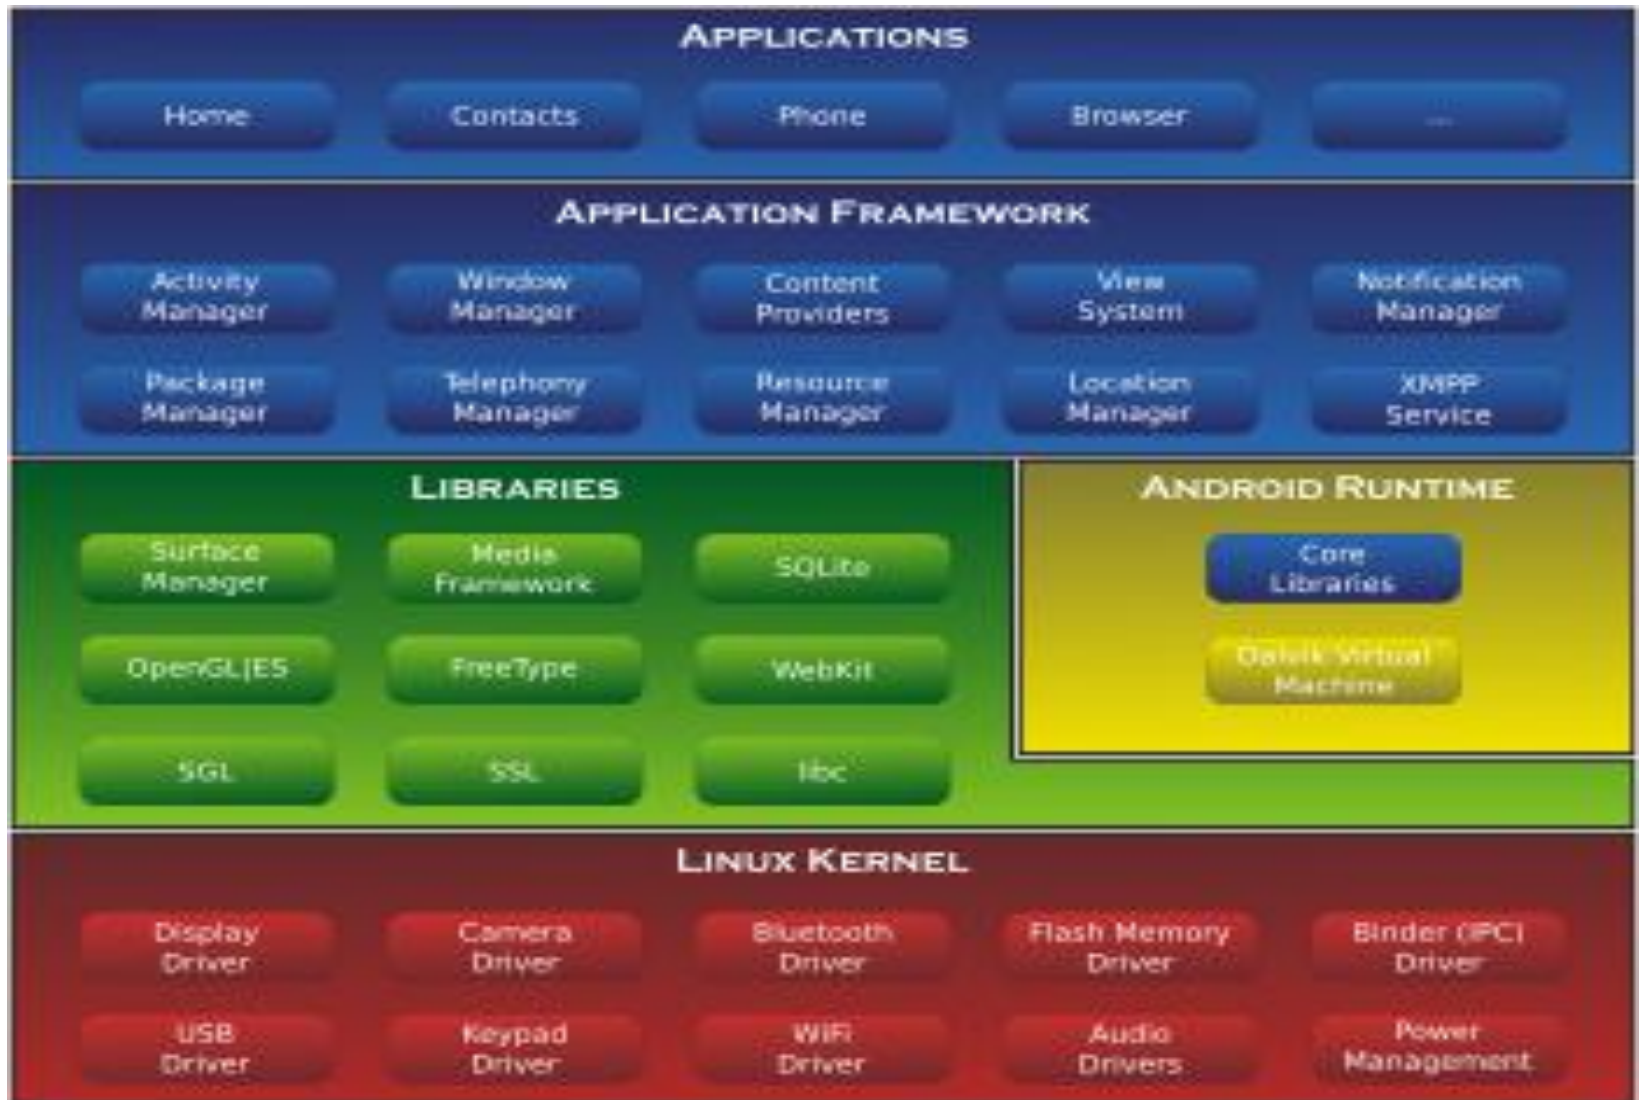 APPLICATIONS
Home
Contacts
Phone
Browser
...
APPLICATION FRAMEWORK
Activity
Manager
Window
Manager
Content
Providers
View
System
Notification
Manager
Package
Manager
Telephony
Manager
Resource
Manager
Location
Manager
XMPP
Service
LIBRARIES
Surface
Manager
Media
Framework
SQLite
OpenGL|ES
FreeType
WebKit
SGL
SSL
libc
ANDROID RUNTIME
Core
Libraries
Dalvik Virtual
Machine
LINUX KERNEL
Display
Driver
Camera
Driver
Bluetooth
Driver
Flash Memory
Driver
Binder (IPC)
Driver
USB
Driver
Keypad
Driver
WiFi
Driver
Audio
Drivers
Power
Management